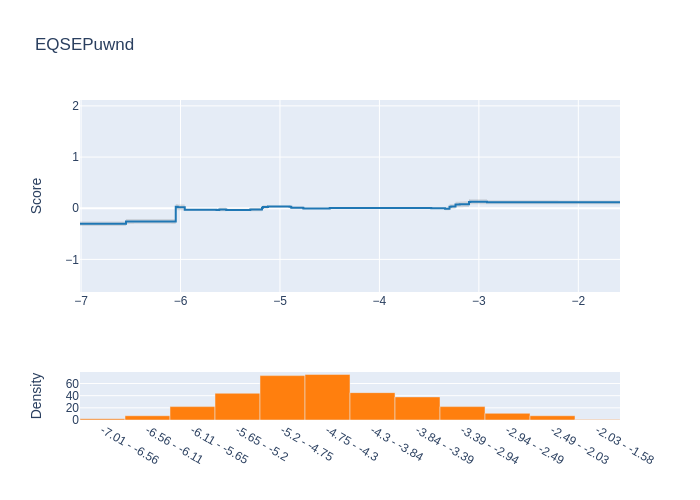 EQSEPuwnd
Score
2
1
0
−1
−7
−6
−5
−4
−3
−2
Density
60
40
20
0
-7.01 - -6.56
-6.56 - -6.11
-6.11 - -5.65
-5.65 - -5.2
-5.2 - -4.75
-4.75 - -4.3
-4.3 - -3.84
-3.84 - -3.39
-3.39 - -2.94
-2.94 - -2.49
-2.49 - -2.03
-2.03 - -1.58